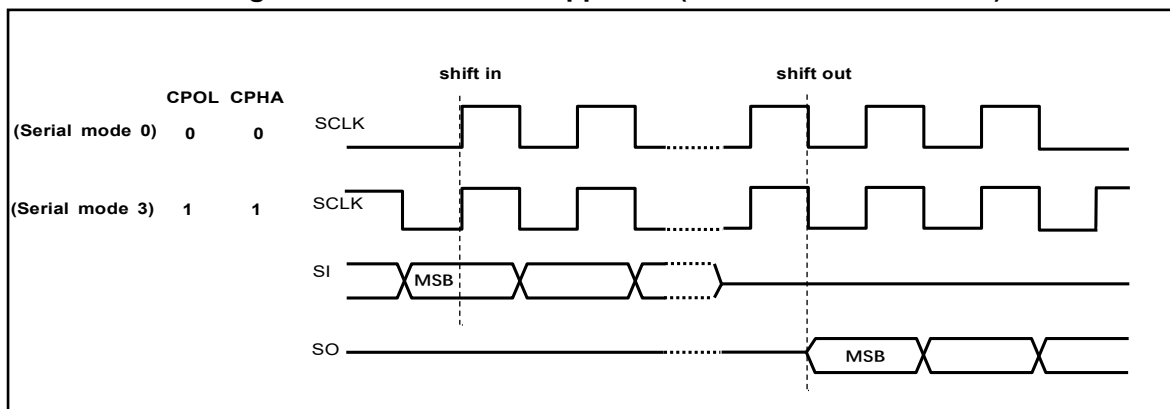 shift in shift out
CPOL CPHA
(Serial mode 0) 0 0 SCLK
(Serial mode 3) 1 1 SCLK
SI MSB
SO MSB